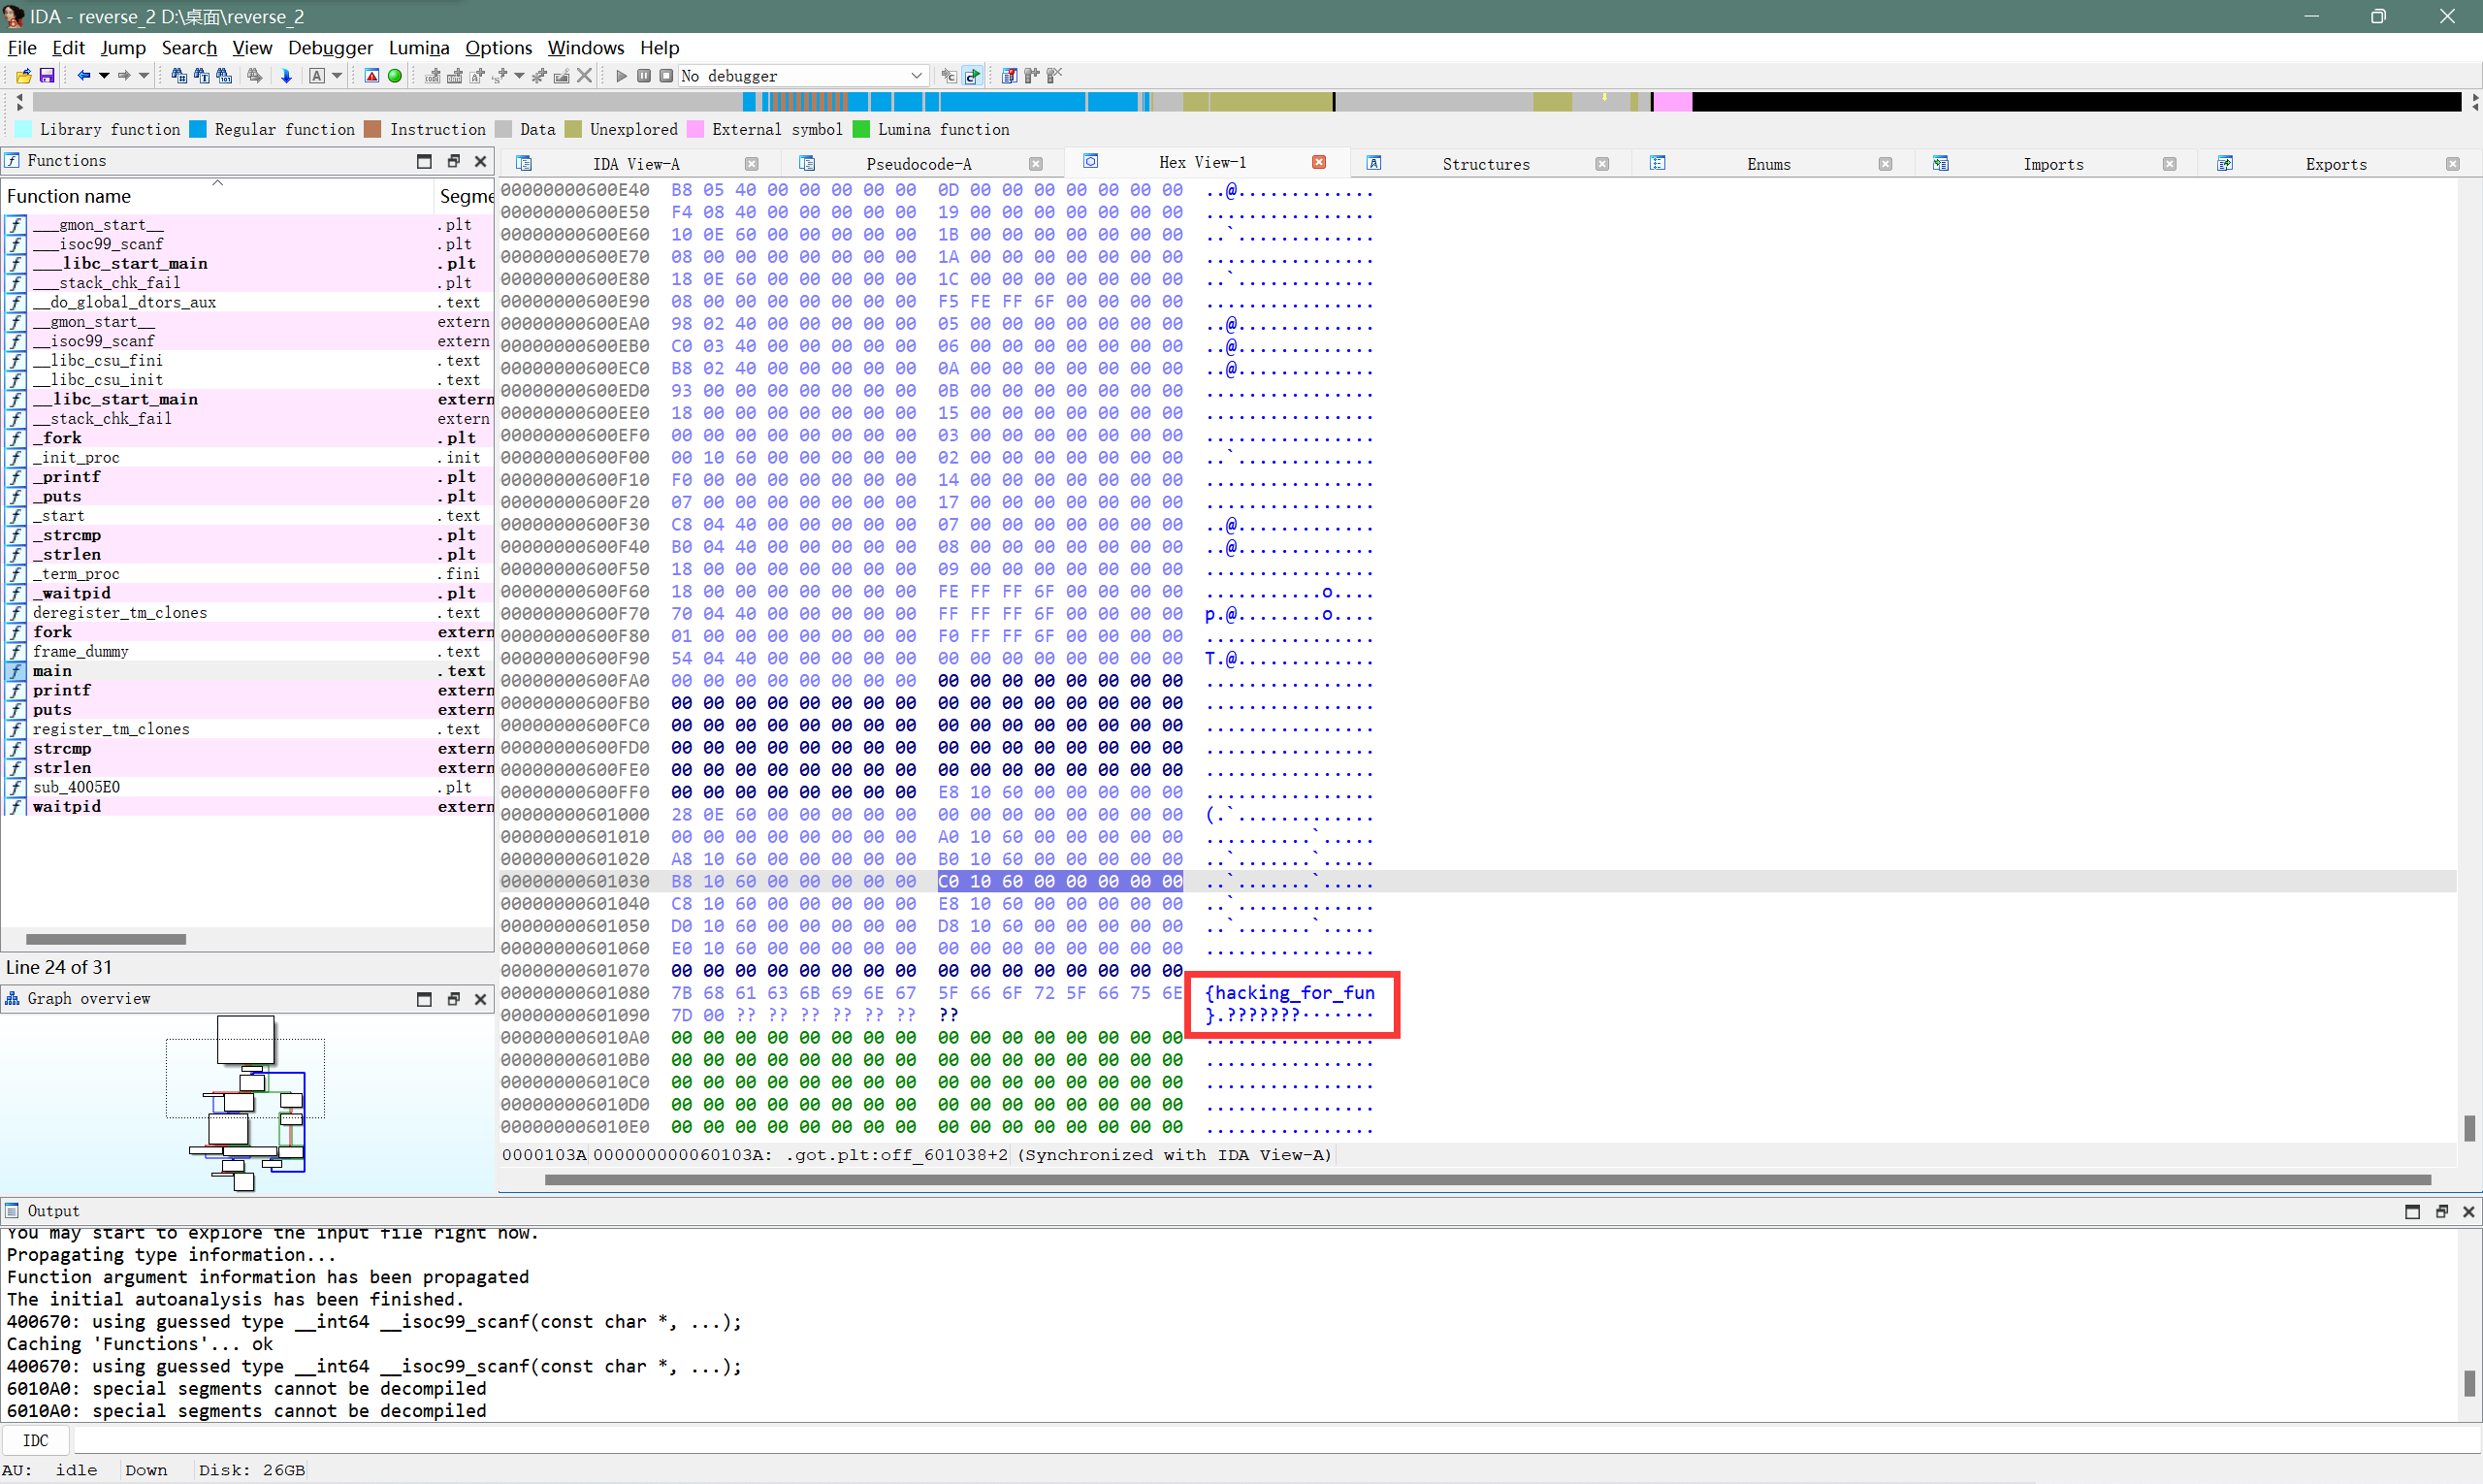 IDA - reverse_2 D:\桌面\reverse_2
File Edit Jump Search View Debugger Lumina Options Windows Help
No debugger
Library function Regular function Instruction Data Unexplored External symbol Lumina function
Functions
IDA View-A Pseudocode-A Hex View-1 Structures Enums Imports Exports
Function name Segme
___gmon_start__ .plt
___isoc99_scanf .plt
___libc_start_main .plt
___stack_chk_fail .plt
__do_global_dtors_aux .text
__gmon_start__ extern
__isoc99_scanf extern
__libc_csu_fini .text
__libc_csu_init .text
__libc_start_main extern
__stack_chk_fail extern
_fork .plt
_init_proc .init
_printf .plt
_puts .plt
_start .text
_strcmp .plt
_strlen .plt
_term_proc .fini
_waitpid .plt
deregister_tm_clones .text
fork extern
frame_dummy .text
main .text
printf extern
puts extern
register_tm_clones .text
strcmp extern
strlen extern
sub_4005E0 .plt
waitpid extern
Line 24 of 31
Graph overview
00000000600E40 B8 05 40 00 00 00 00 00 0D 00 00 00 00 00 00 00 ..@.............
00000000600E50 F4 08 40 00 00 00 00 00 19 00 00 00 00 00 00 00 ................
00000000600E60 10 0E 60 00 00 00 00 00 1B 00 00 00 00 00 00 00 ..`.............
00000000600E70 08 00 00 00 00 00 00 00 1A 00 00 00 00 00 00 00 ................
00000000600E80 18 0E 60 00 00 00 00 00 1C 00 00 00 00 00 00 00 ..`.............
00000000600E90 08 00 00 00 00 00 00 00 F5 FE FF 6F 00 00 00 00 ................
00000000600EA0 98 02 40 00 00 00 00 00 05 00 00 00 00 00 00 00 ..@.............
00000000600EB0 C0 03 40 00 00 00 00 00 06 00 00 00 00 00 00 00 ..@.............
00000000600EC0 B8 02 40 00 00 00 00 00 0A 00 00 00 00 00 00 00 ..@.............
00000000600ED0 93 00 00 00 00 00 00 00 0B 00 00 00 00 00 00 00 ................
00000000600EE0 18 00 00 00 00 00 00 00 15 00 00 00 00 00 00 00 ................
00000000600EF0 00 00 00 00 00 00 00 00 03 00 00 00 00 00 00 00 ................
00000000600F00 00 10 60 00 00 00 00 00 02 00 00 00 00 00 00 00 ..`.............
00000000600F10 F0 00 00 00 00 00 00 00 14 00 00 00 00 00 00 00 ................
00000000600F20 07 00 00 00 00 00 00 00 17 00 00 00 00 00 00 00 ................
00000000600F30 C8 04 40 00 00 00 00 00 07 00 00 00 00 00 00 00 ..@.............
00000000600F40 B0 04 40 00 00 00 00 00 08 00 00 00 00 00 00 00 ..@.............
00000000600F50 18 00 00 00 00 00 00 00 09 00 00 00 00 00 00 00 ................
00000000600F60 18 00 00 00 00 00 00 00 FE FF FF 6F 00 00 00 00 ...........o....
00000000600F70 70 04 40 00 00 00 00 00 FF FF FF 6F 00 00 00 00 p.@........o....
00000000600F80 01 00 00 00 00 00 00 00 F0 FF FF 6F 00 00 00 00 ................
00000000600F90 54 04 40 00 00 00 00 00 00 00 00 00 00 00 00 00 T.@.............
00000000600FA0 00 00 00 00 00 00 00 00 00 00 00 00 00 00 00 00 ................
00000000600FB0 00 00 00 00 00 00 00 00 00 00 00 00 00 00 00 00 ................
00000000600FC0 00 00 00 00 00 00 00 00 00 00 00 00 00 00 00 00 ................
00000000600FD0 00 00 00 00 00 00 00 00 00 00 00 00 00 00 00 00 ................
00000000600FE0 00 00 00 00 00 00 00 00 00 00 00 00 00 00 00 00 ................
00000000600FF0 00 00 00 00 00 00 00 00 E8 10 60 00 00 00 00 00 ................
00000000601000 28 0E 60 00 00 00 00 00 00 00 00 00 00 00 00 00 (.`.............
00000000601010 00 00 00 00 00 00 00 00 A0 10 60 00 00 00 00 00 ..........`.....
00000000601020 A8 10 60 00 00 00 00 00 B0 10 60 00 00 00 00 00 ..`.......`.....
00000000601030 B8 10 60 00 00 00 00 00 C0 10 60 00 00 00 00 00 ..`.......`.....
00000000601040 C8 10 60 00 00 00 00 00 E8 10 60 00 00 00 00 00 ..`.............
00000000601050 D0 10 60 00 00 00 00 00 D8 10 60 00 00 00 00 00 ..`.......`.....
00000000601060 E0 10 60 00 00 00 00 00 00 00 00 00 00 00 00 00 ................
00000000601070 00 00 00 00 00 00 00 00 00 00 00 00 00 00 00 00
00000000601080 7B 68 61 63 6B 69 6E 67 5F 66 6F 72 5F 66 75 6E {hacking_for_fun
00000000601090 7D 00 ?? ?? ?? ?? ?? ?? ?? }.???????·······
000000006010A0 00 00 00 00 00 00 00 00 00 00 00 00 00 00 00 00 ................
000000006010B0 00 00 00 00 00 00 00 00 00 00 00 00 00 00 00 00 ................
000000006010C0 00 00 00 00 00 00 00 00 00 00 00 00 00 00 00 00 ................
000000006010D0 00 00 00 00 00 00 00 00 00 00 00 00 00 00 00 00 ................
000000006010E0 00 00 00 00 00 00 00 00 00 00 00 00 00 00 00 00 ................
0000103A 000000000060103A: .got.plt:off_601038+2 (Synchronized with IDA View-A)
Output
You may start to explore the input file right now.
Propagating type information...
Function argument information has been propagated
The initial autoanalysis has been finished.
400670: using guessed type __int64 __isoc99_scanf(const char *, ...);
Caching 'Functions'... ok
400670: using guessed type __int64 __isoc99_scanf(const char *, ...);
6010A0: special segments cannot be decompiled
6010A0: special segments cannot be decompiled
IDC
AU: idle Down Disk: 26GB